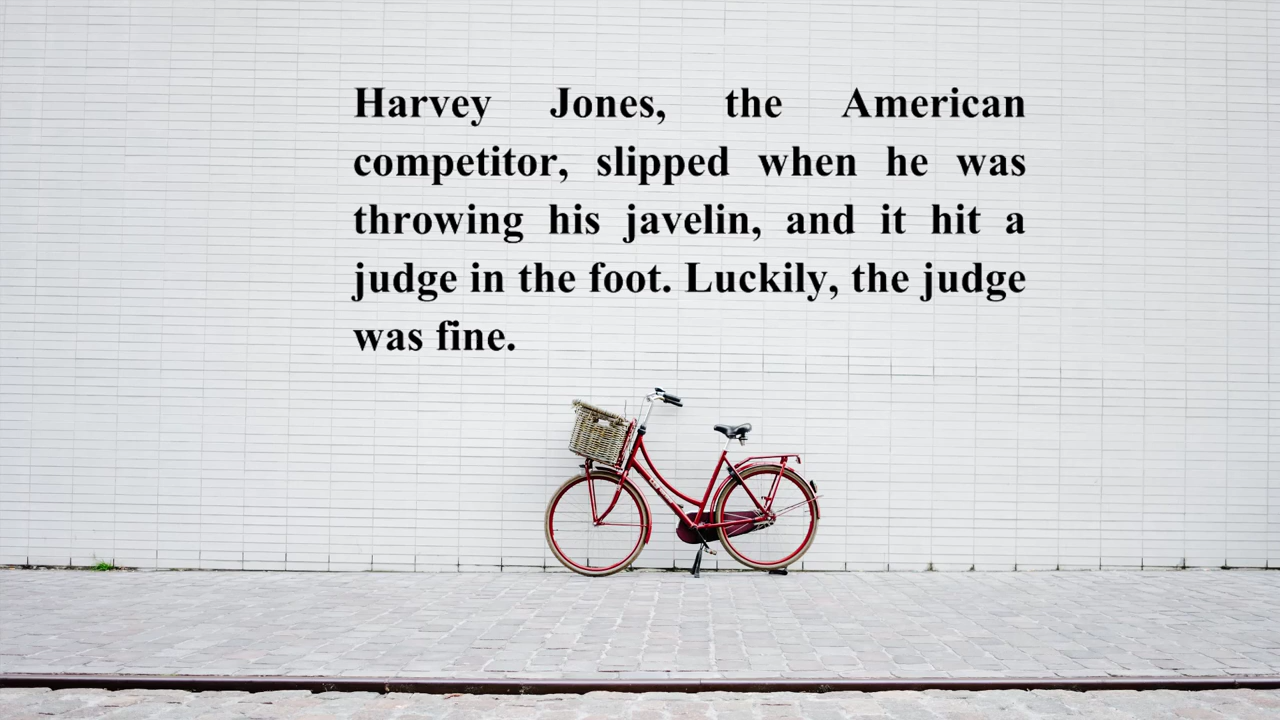 Harvey Jones, the American
competitor, slipped when he was
throwing his javelin, and it hit a
judge in the foot. Luckily, the judge
was fine.